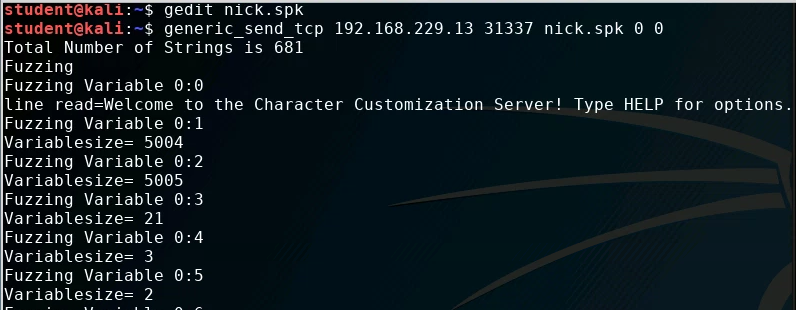 student@kali:~$ gedit nick.spk
student@kali:~$ generic_send_tcp 192.168.229.13 31337 nick.spk 0 0
Total Number of Strings is 681
Fuzzing
Fuzzing Variable 0:0
line read=Welcome to the Character Customization Server! Type HELP for options.
Fuzzing Variable 0:1
Variablesize= 5004
Fuzzing Variable 0:2
Variablesize= 5005
Fuzzing Variable 0:3
Variablesize= 21
Fuzzing Variable 0:4
Variablesize= 3
Fuzzing Variable 0:5
Variablesize= 2